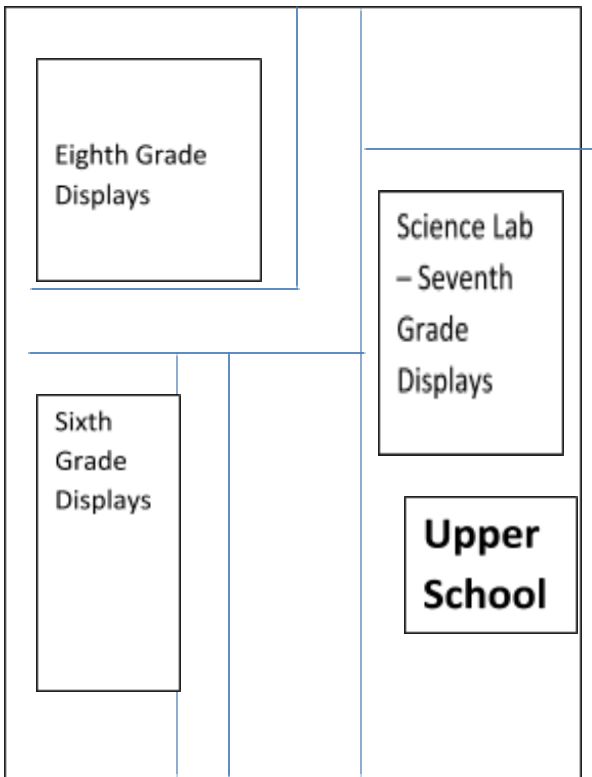 Eighth Grade
Displays
Science Lab
– Seventh
Grade
Displays
Sixth
Grade
Displays
Upper
School